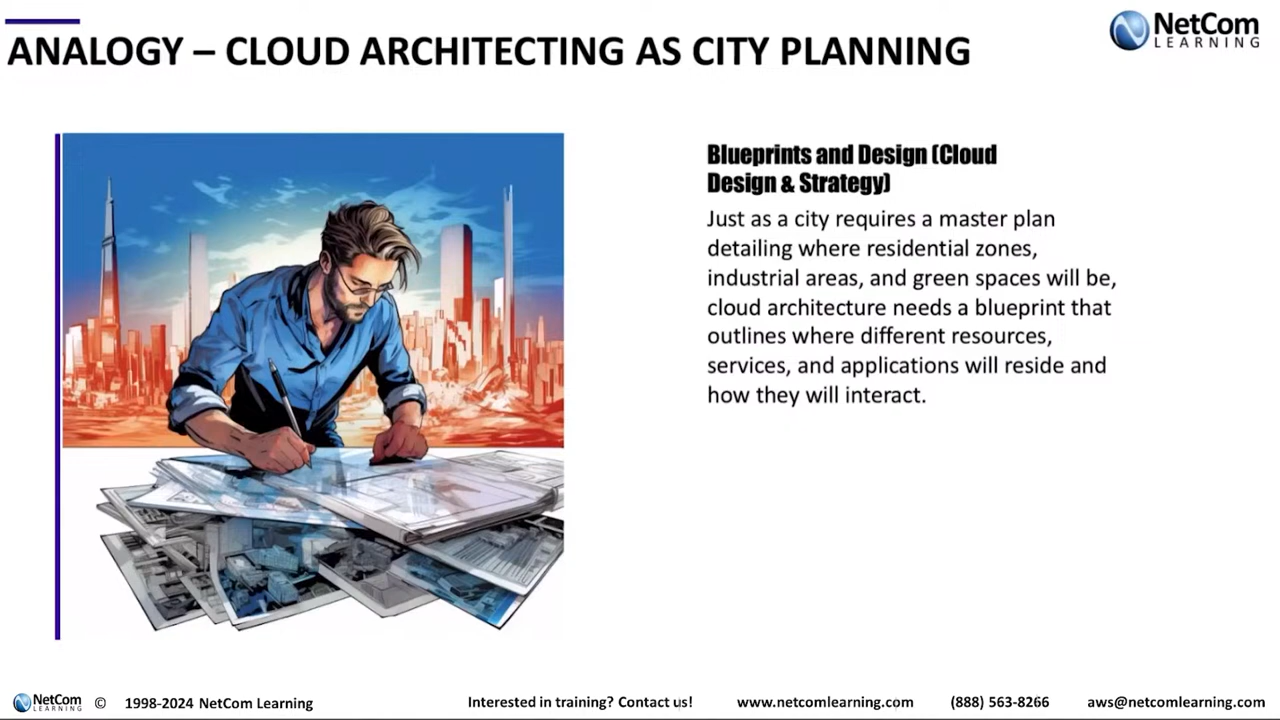 ANALOGY – CLOUD ARCHITECTING AS CITY PLANNING
NetCom
LEARNING
Blueprints and Design (Cloud
Design & Strategy)
Just as a city requires a master plan
detailing where residential zones,
industrial areas, and green spaces will be,
cloud architecture needs a blueprint that
outlines where different resources,
services, and applications will reside and
how they will interact.
NetCom
LEARNING
© 1998-2024 NetCom Learning
Interested in training? Contact us!
www.netcomlearning.com
(888) 563-8266
aws@netcomlearning.com